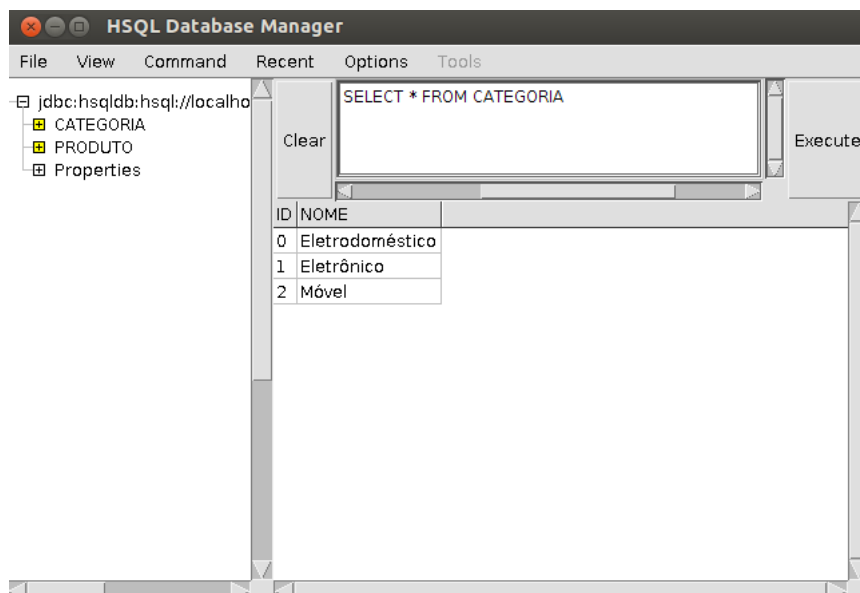 HSQL Database Manager
File View Command Recent Options Tools
jdbc:hsqldb:hsql://localho
CATEGORIA
PRODUTO
Properties
Clear
SELECT * FROM CATEGORIA
Execute
ID NOME
0 Eletrodoméstico
1 Eletrônico
2 Móvel